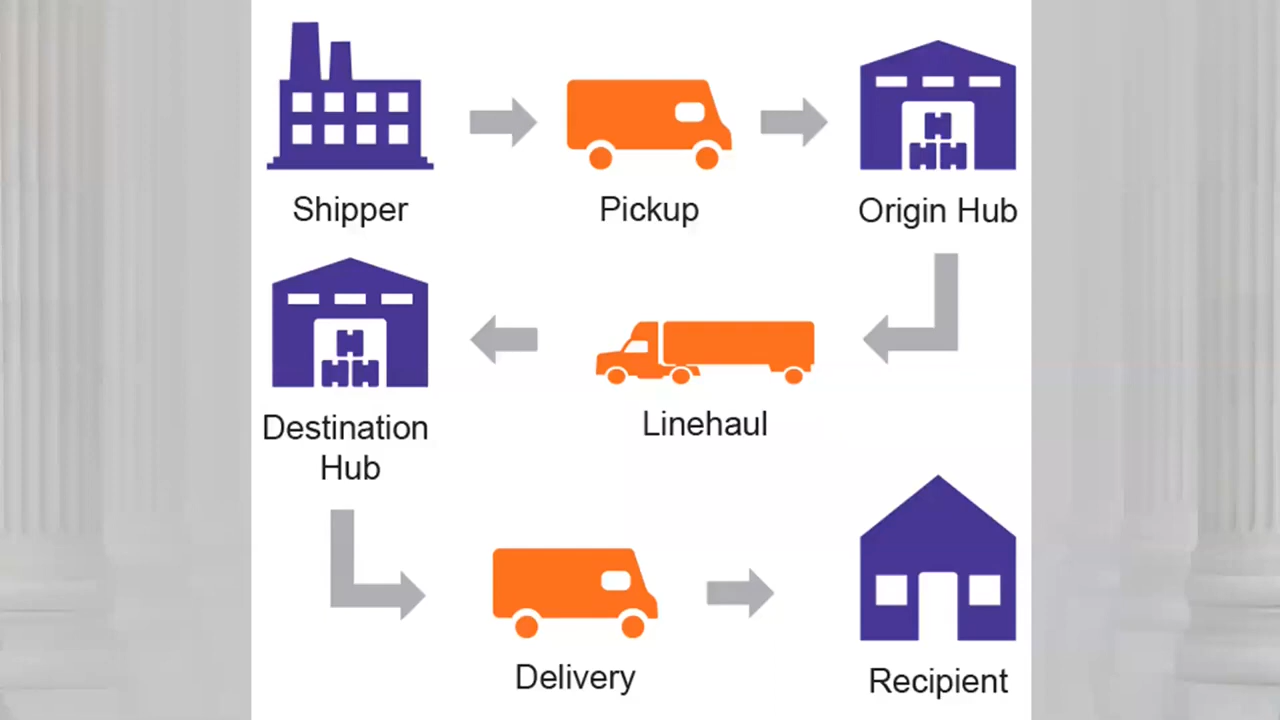 Shipper
Pickup
Origin Hub
Linehaul
Destination
Hub
Delivery
Recipient